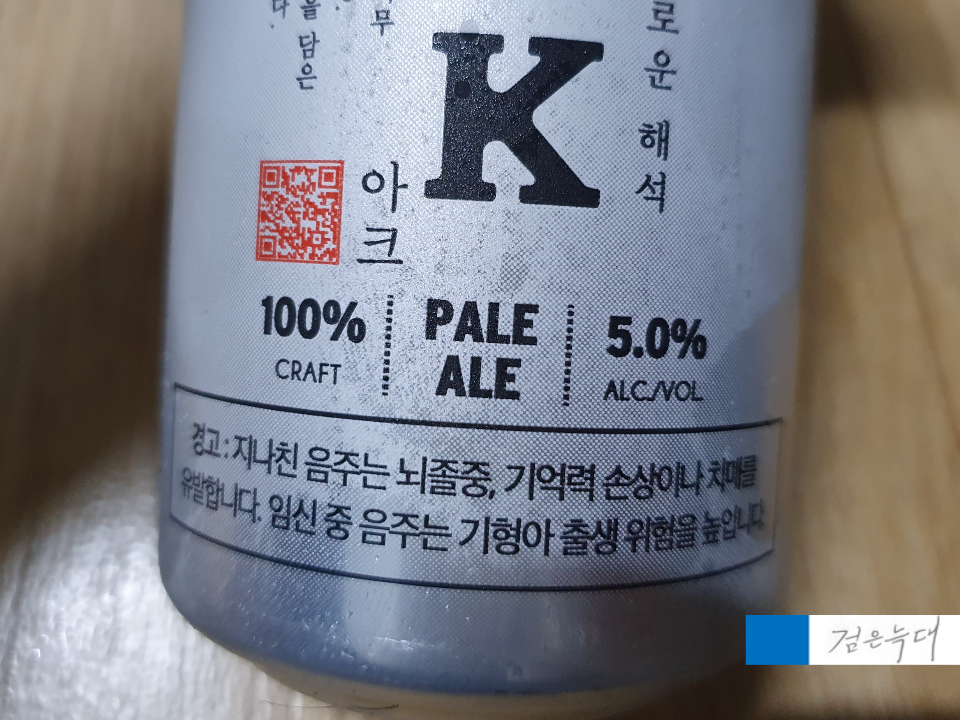 을 담은
무
로운 해석
K
아크
100%
CRAFT
PALE
ALE
5.0%
ALC./VOL.
경고 : 지나친 음주는 뇌졸중, 기억력 손상이나 치매를
유발합니다. 임신 중 음주는 기형아 출생 위험을 높입니다.
검은늑대